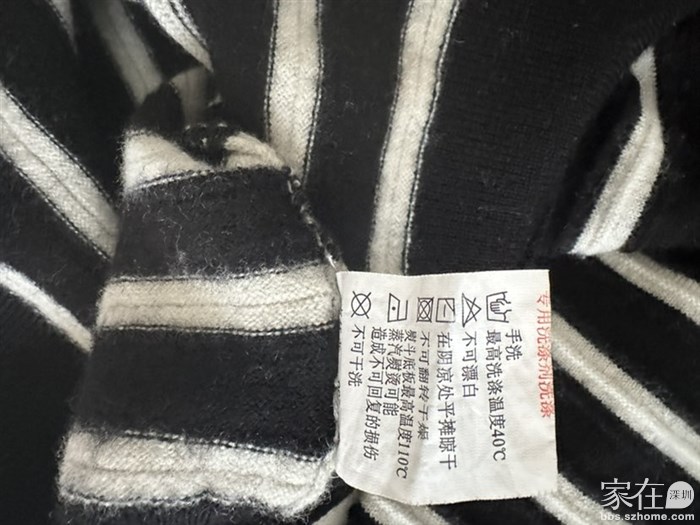 专用洗涤剂洗涤
手洗
最高洗涤温度40℃
不可漂白
在阴凉处平摊晾干
不可翻转干燥
熨斗底板最高温度110℃
蒸汽熨烫可能
造成不可回复的损伤
不可干洗
家在深圳
bbs.szhome.com